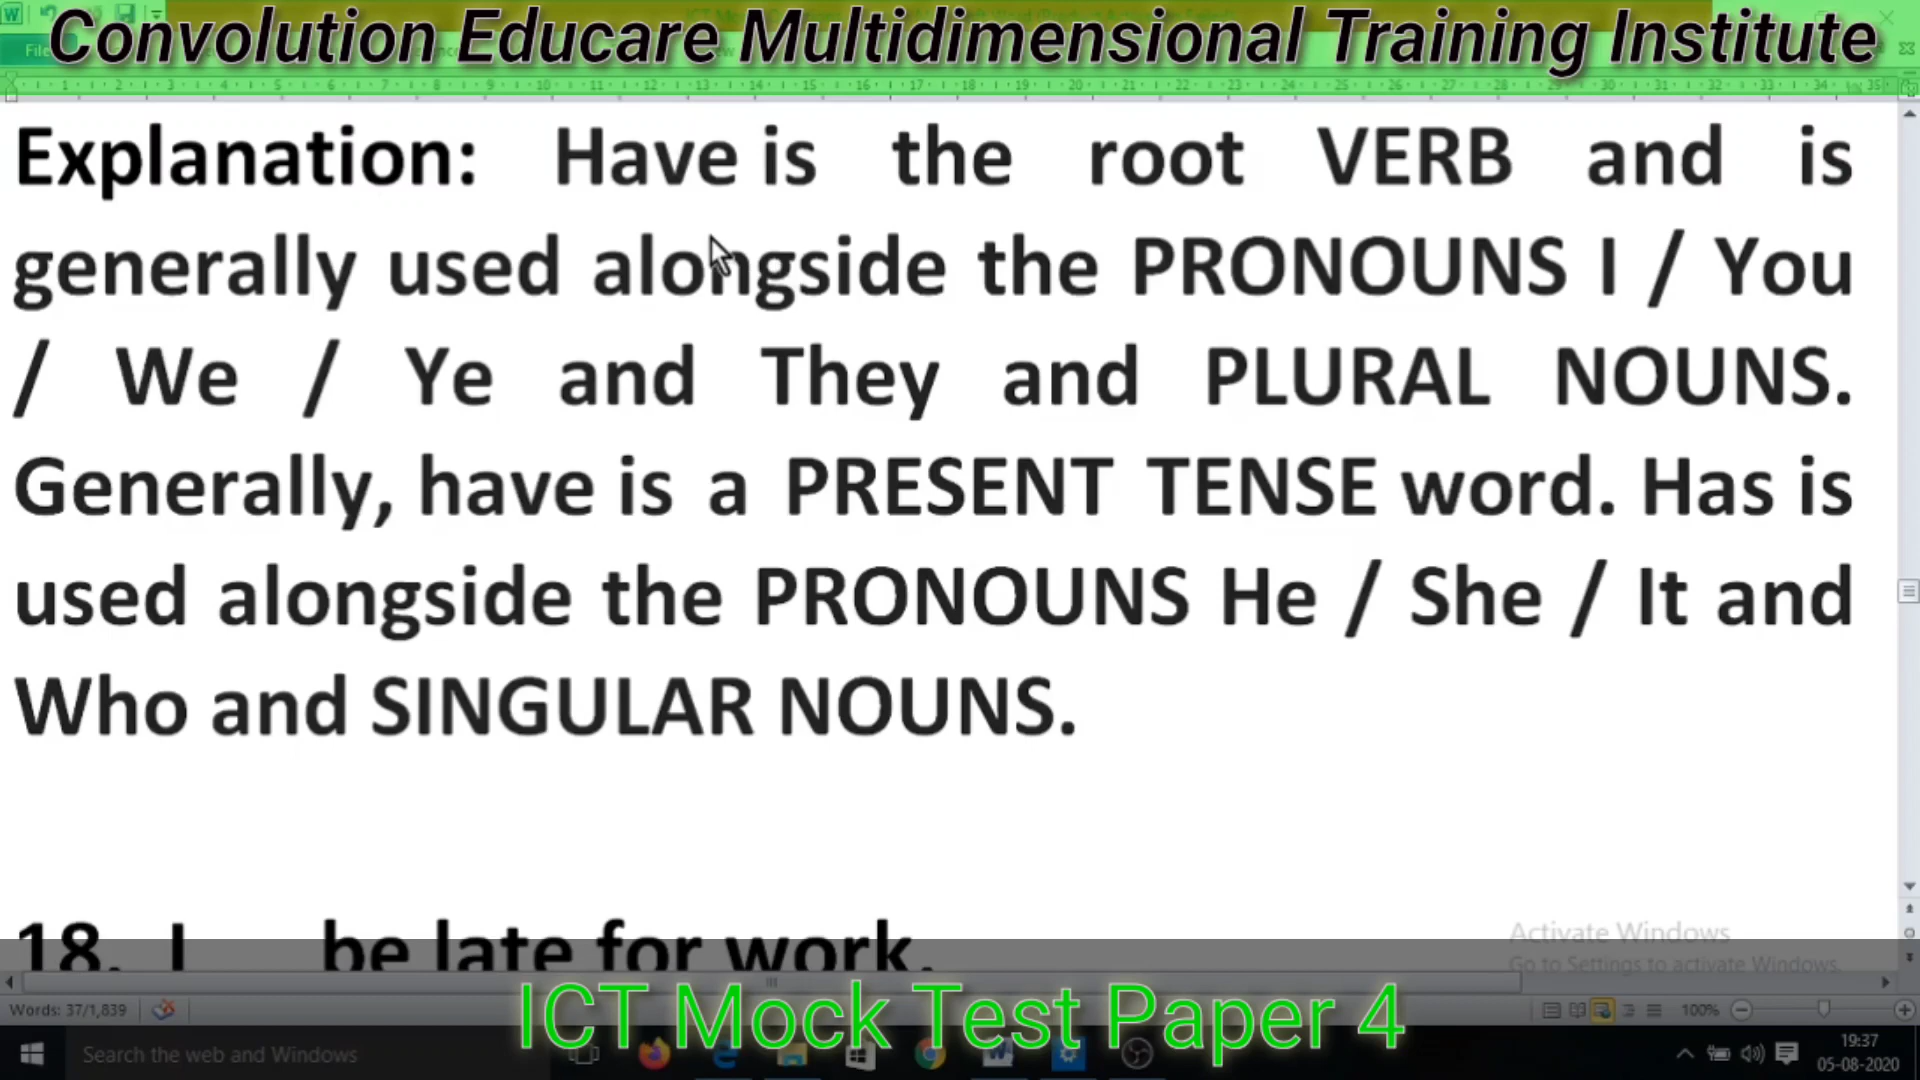 Convolution Educare Multidimensional Training Institute
File
Explanation: Have is the root VERB and is
generally used alongside the PRONOUNS I / You
/ We / Ye and They and PLURAL NOUNS.
Generally, have is a PRESENT TENSE word. Has is
used alongside the PRONOUNS He / She / It and
Who and SINGULAR NOUNS.
18. I be late for work.
Activate Windows
Go to Settings to activate Windows.
ICT Mock Test Paper 4
Words: 37/1,839
100%
Search the web and Windows
19:37
05-08-2020